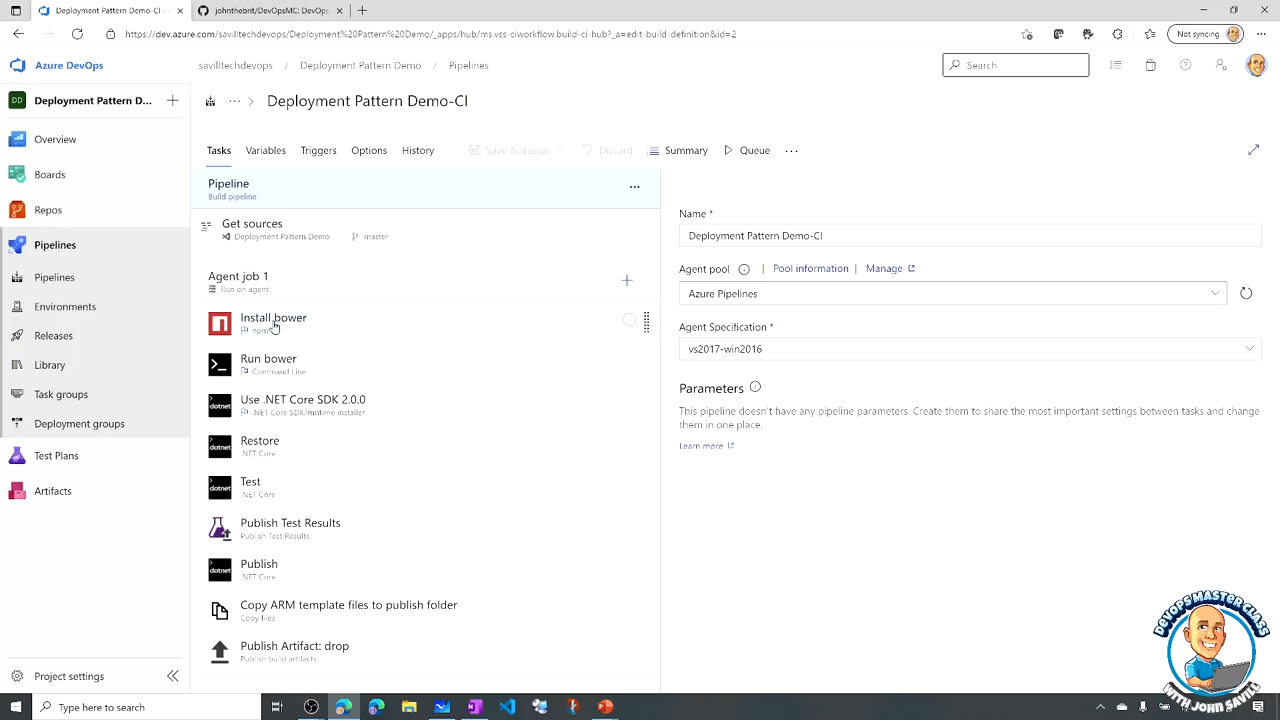 Deployment Pattern Demo-CI - 
johnthebrit/DevOpsMC: DevOps
https://dev.azure.com/savilltechdevops/Deployment%20Pattern%20Demo/_apps/hub/ms.vss-ciworkflow.build-ci-hub?_a=edit-build-definition&id=2
Not syncing
Azure DevOps
savilltechdevops / Deployment Pattern Demo / Pipelines
Search
DD Deployment Pattern D...
Deployment Pattern Demo-CI
Overview
Boards
Repos
Pipelines
Pipelines
Environments
Releases
Library
Task groups
Deployment groups
Test Plans
Artifacts
Project settings
Tasks Variables Triggers Options History Save & queue Discard Summary Queue ...
Pipeline
Build pipeline
Get sources
Deployment Pattern Demo master
Agent job 1
Run on agent
Install bower
npm
Run bower
Command Line
Use .NET Core SDK 2.0.0
.NET Core SDK/runtime installer
Restore
.NET Core
Test
.NET Core
Publish Test Results
Publish Test Results
Publish
.NET Core
Copy ARM template files to publish folder
Copy files
Publish Artifact: drop
Publish build artifacts
Name *
Deployment Pattern Demo-CI
Agent pool | Pool information | Manage
Azure Pipelines
Agent Specification *
vs2017-win2016
Parameters
This pipeline doesn't have any pipeline parameters. Create them to share the most important settings between tasks and change
them in one place.
Learn more
DEVOPS MASTER CLASS
WITH JOHN SAVILL
Type here to search